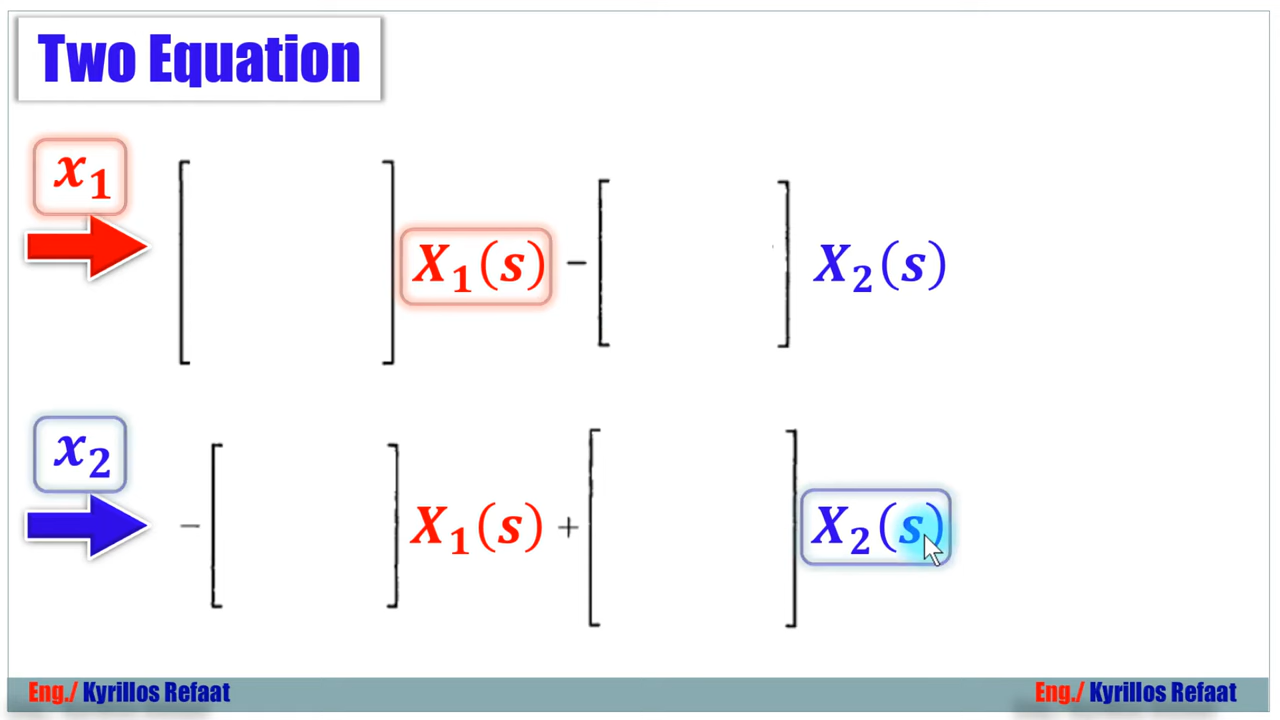 Two Equation
x₁
[ ] X₁(s) − [ ] X₂(s)
x₂
− [ ] X₁(s) + [ ] X₂(s)
Eng./ Kyrillos Refaat Eng./ Kyrillos Refaat